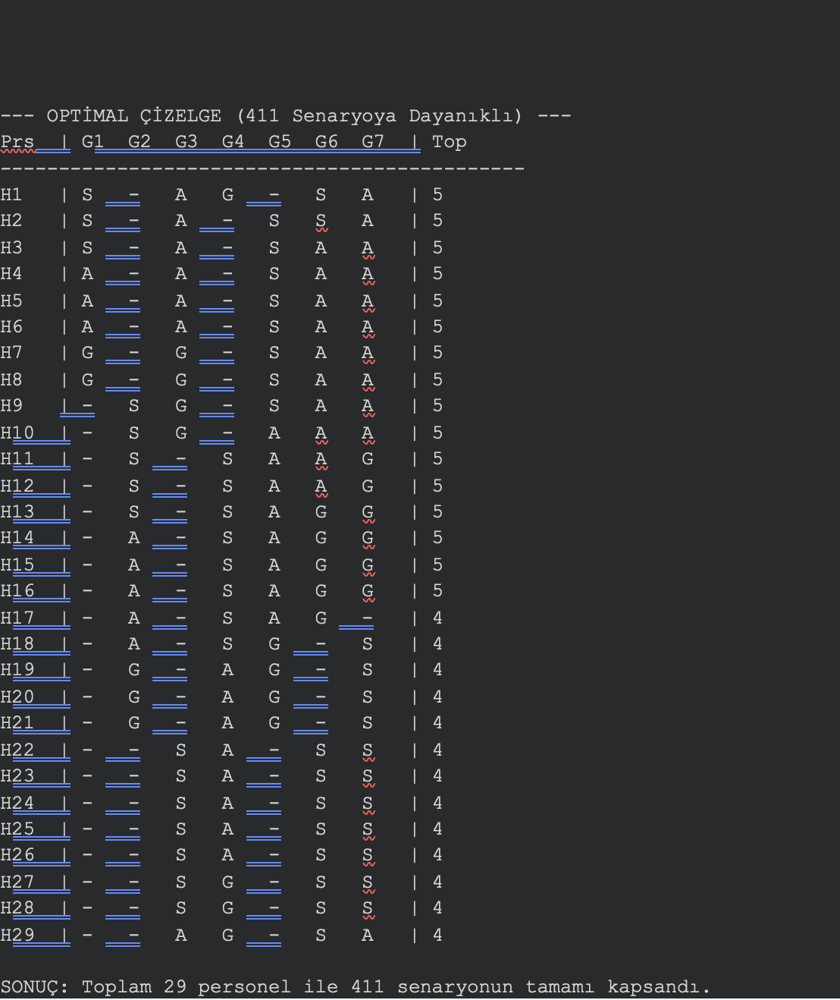 --- OPTİMAL ÇİZELGE (411 Senaryoya Dayanıklı) ---
Prs | G1 G2 G3 G4 G5 G6 G7 | Top
---------------------------------------------
H1 | S - A G - S A | 5
H2 | S - A - S S A | 5
H3 | S - A - S A A | 5
H4 | A - A - S A A | 5
H5 | A - A - S A A | 5
H6 | A - A - S A A | 5
H7 | G - G - S A A | 5
H8 | G - G - S A A | 5
H9 | - S G - S A A | 5
H10 | - S G - A A A | 5
H11 | - S - S A A G | 5
H12 | - S - S A A G | 5
H13 | - S - S A G G | 5
H14 | - A - S A G G | 5
H15 | - A - S A G G | 5
H16 | - A - S A G G | 5
H17 | - A - S A G - | 4
H18 | - A - S G - S | 4
H19 | - G - A G - S | 4
H20 | - G - A G - S | 4
H21 | - G - A G - S | 4
H22 | - - S A - S S | 4
H23 | - - S A - S S | 4
H24 | - - S A - S S | 4
H25 | - - S A - S S | 4
H26 | - - S A - S S | 4
H27 | - - S G - S S | 4
H28 | - - S G - S S | 4
H29 | - - A G - S A | 4
SONUÇ: Toplam 29 personel ile 411 senaryonun tamamı kapsandı.